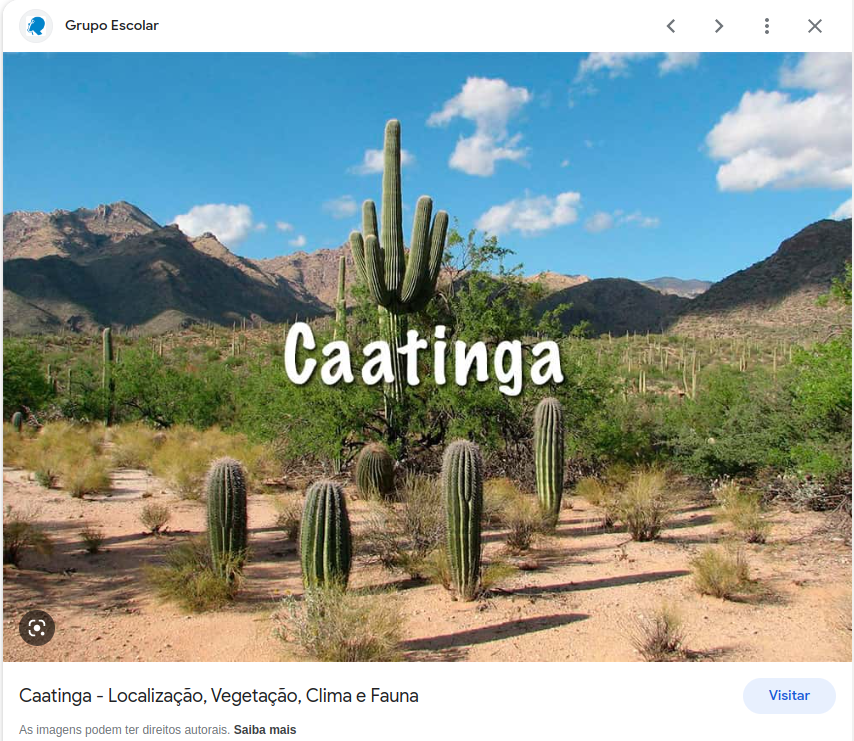 Grupo Escolar
Caatinga
Caatinga - Localização, Vegetação, Clima e Fauna
Visitar
As imagens podem ter direitos autorais. Saiba mais